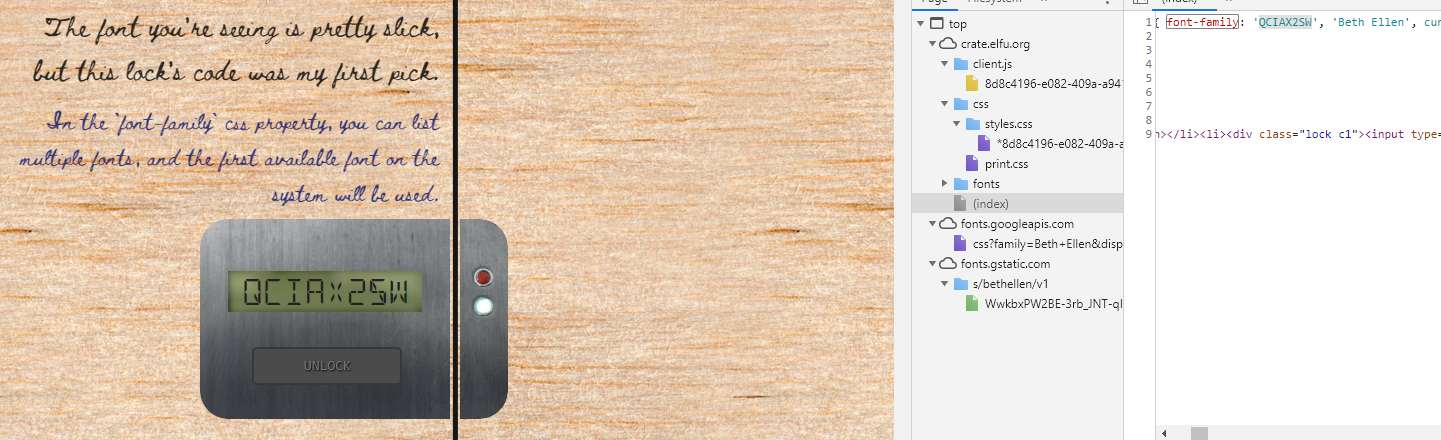 The font you're seeing is pretty slick,
but this lock's code was my first pick.
In the `font-family` css property, you can list
multiple fonts, and the first available font on the
system will be used.
QCIAX2SW
UNLOCK
top
crate.elfu.org
client.js
8d8c4196-e082-409a-a94
css
styles.css
*8d8c4196-e082-409a-a
print.css
fonts
(index)
fonts.googleapis.com
css?family=Beth+Ellen&disp
fonts.gstatic.com
s/bethellen/v1
WwkbxPW2BE-3rb_JNT-qI
1{ font-family: 'QCIAX2SW', 'Beth Ellen', cur
2
3
4
5
6
7
8
9n></li><li><div class="lock c1"><input type=